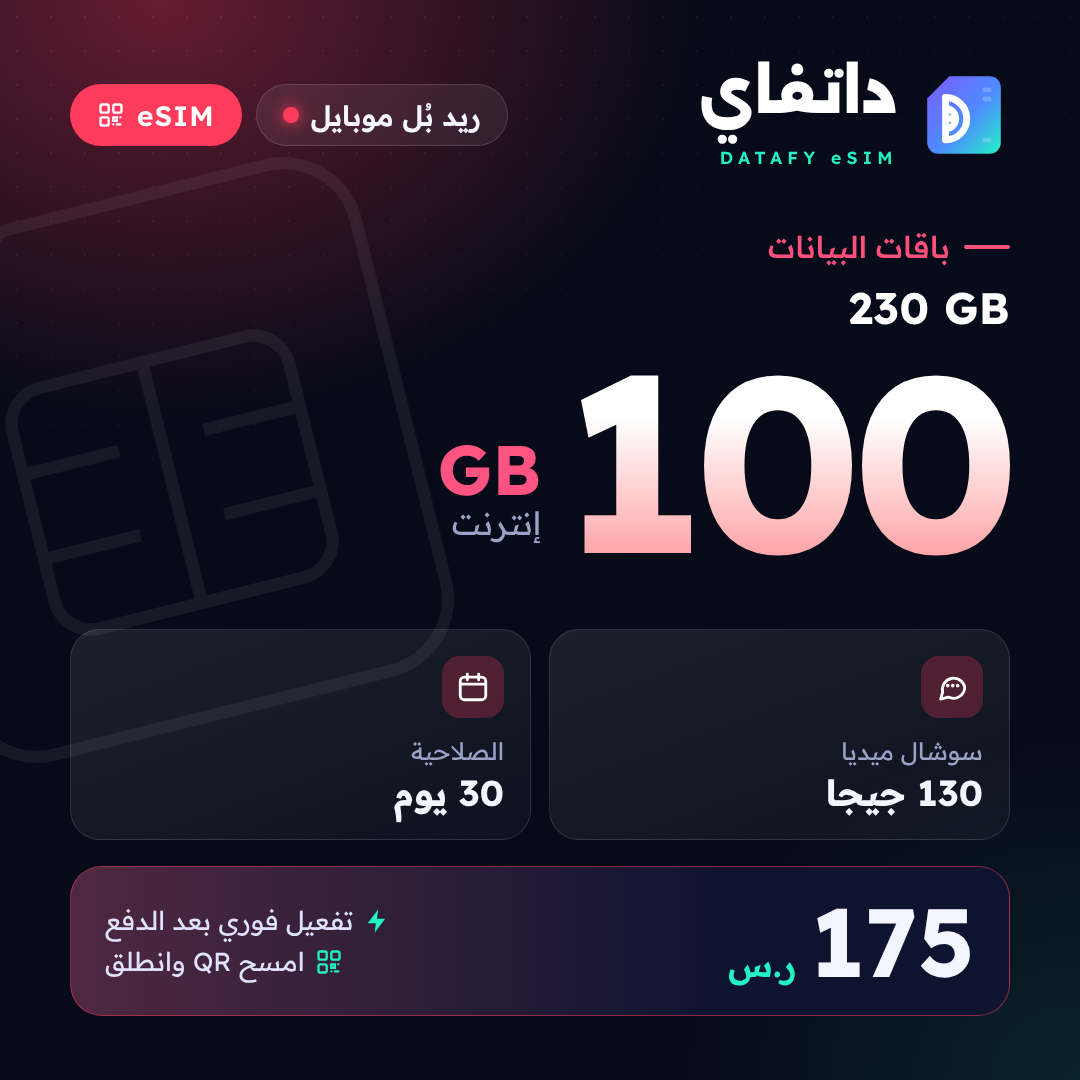 داتفاي
DATAFY eSIM
ريد بُل موبايل
eSIM
باقات البيانات
230 GB
100
GB
إنترنت
سوشال ميديا
130 جيجا
الصلاحية
30 يوم
175 ر.س
تفعيل فوري بعد الدفع
امسح QR وانطلق